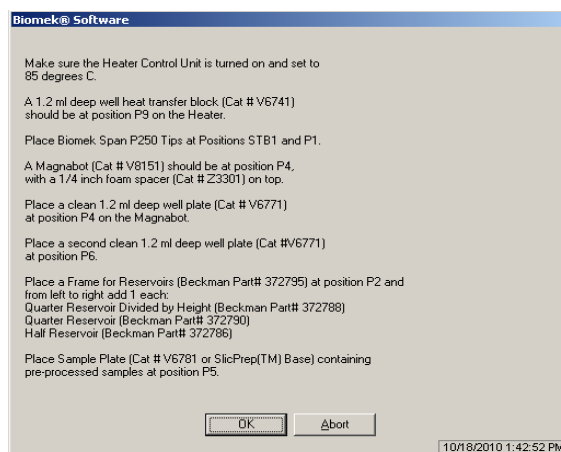 Biomek® Software
Make sure the Heater Control Unit is turned on and set to
85 degrees C.
A 1.2 ml deep well heat transfer block (Cat # V6741)
should be at position P9 on the Heater.
Place Biomek Span P250 Tips at Positions STB1 and P1.
A Magnabot (Cat # V8151) should be at position P4,
with a 1/4 inch foam spacer (Cat # Z3301) on top.
Place a clean 1.2 ml deep well plate (Cat # V6771)
at position P4 on the Magnabot.
Place a second clean 1.2 ml deep well plate (Cat #V6771)
at position P6.
Place a Frame for Reservoirs (Beckman Part# 372795) at position P2 and
from left to right add 1 each:
Quarter Reservoir Divided by Height (Beckman Part# 372788)
Quarter Reservoir (Beckman Part# 372790)
Half Reservoir (Beckman Part# 372786)
Place Sample Plate (Cat # V6781 or SlicPrep(TM) Base) containing
pre-processed samples at position P5.
OK Abort
10/18/2010 1:42:52 PM